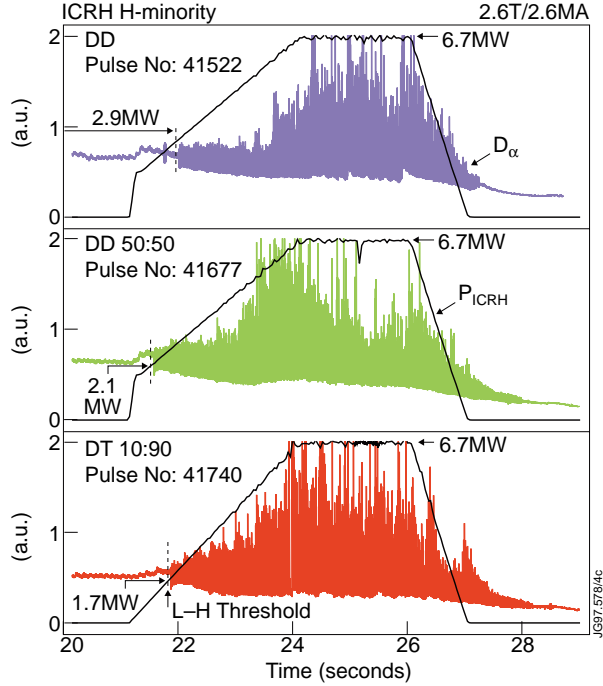 ICRH H-minority 2.6T/2.6MA
2
DD
Pulse No: 41522
6.7MW
2.9MW
(a.u.)
1
Dα
0
2
DD 50:50
Pulse No: 41677
6.7MW
PICRH
(a.u.)
1
2.1
MW
0
2
DT 10:90
Pulse No: 41740
6.7MW
(a.u.)
1
1.7MW
L–H Threshold
0
20 22 24 26 28
Time (seconds)
JG97.578/4c